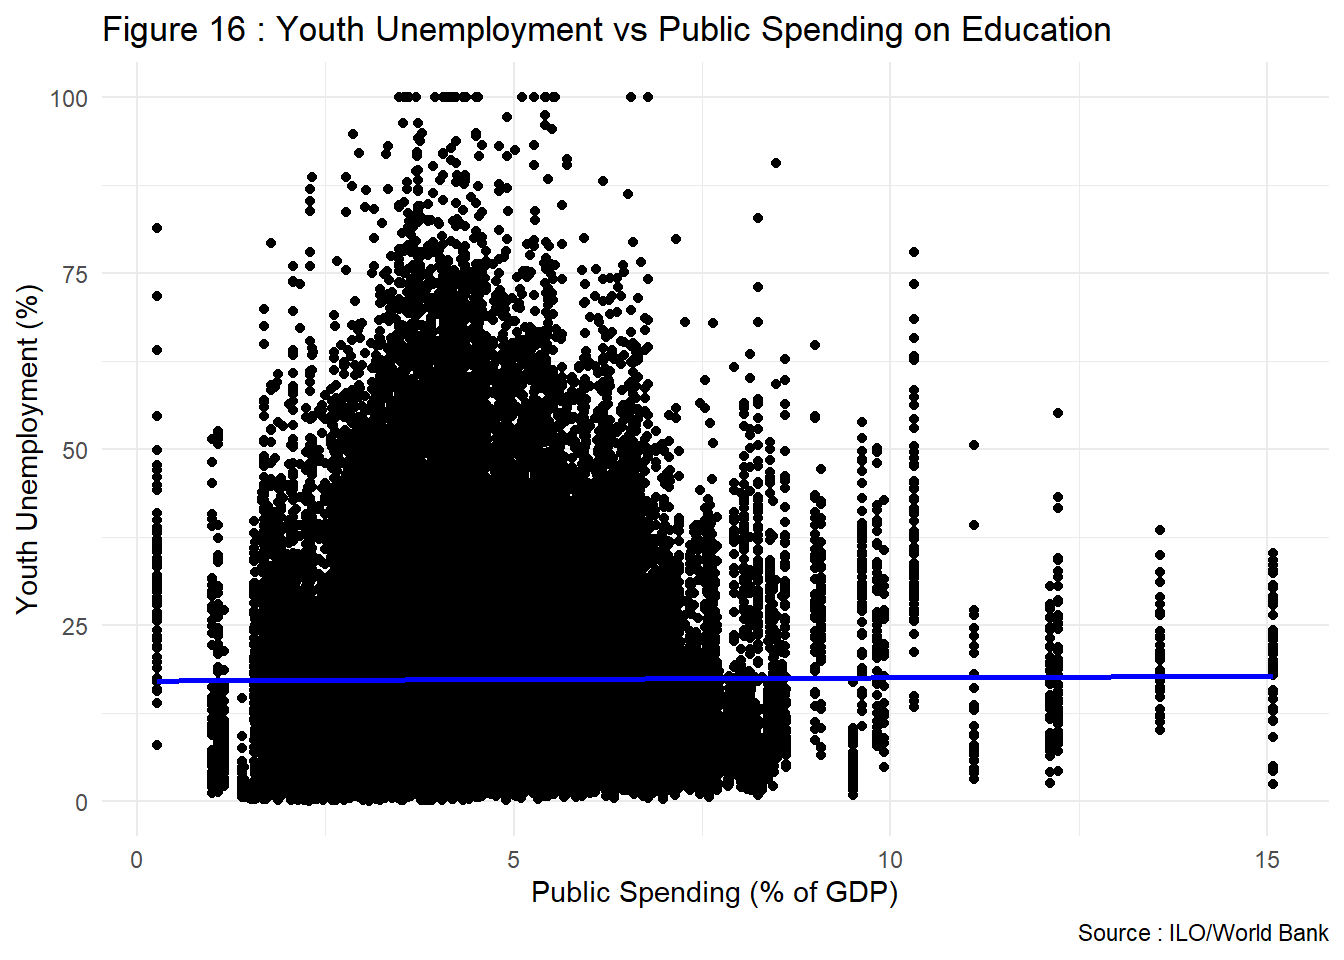 Figure 16 : Youth Unemployment vs Public Spending on Education
Youth Unemployment (%)
100
75
50
25
0
0 5 10 15
Public Spending (% of GDP)
Source : ILO/World Bank